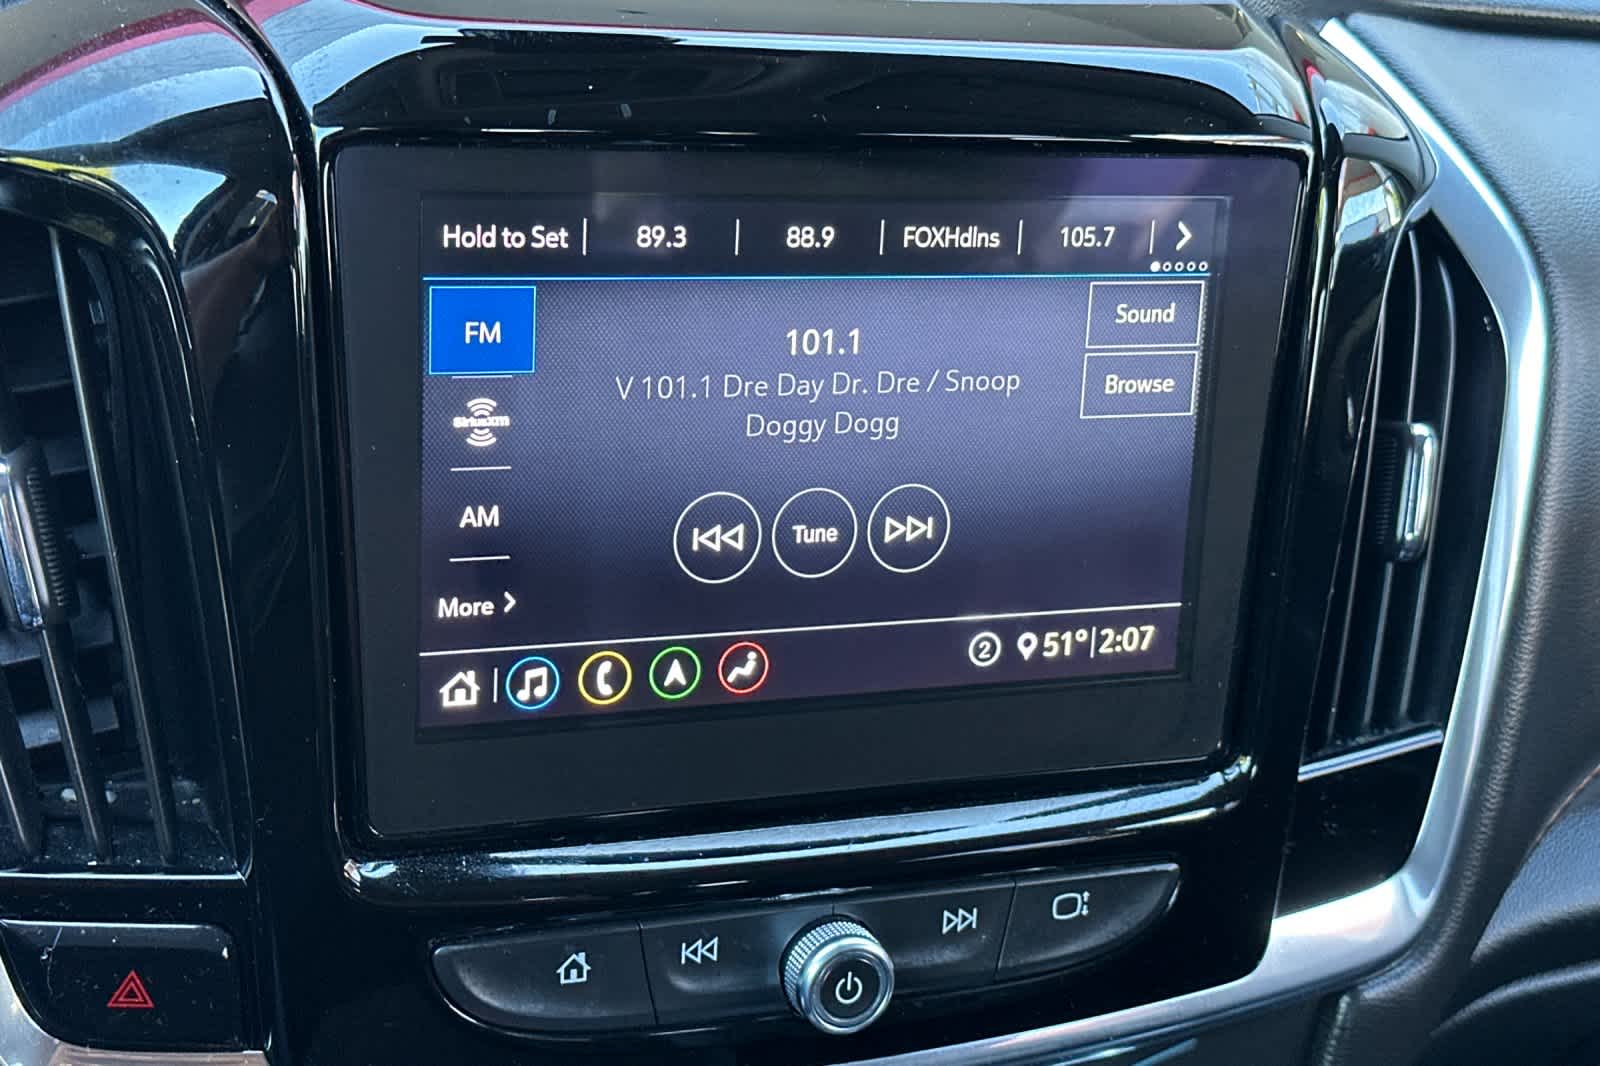 Hold to Set 89.3 88.9 FOXHdlns 105.7
FM
Sound
101.1
V 101.1 Dre Day Dr. Dre / Snoop
Doggy Dogg
Browse
SiriusXM
AM
Tune
More
2 51° 2:07